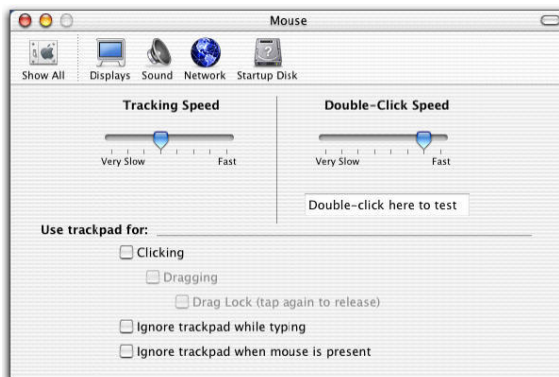 Mouse
Show All Displays Sound Network Startup Disk
Tracking Speed Double-Click Speed
Very Slow Fast Very Slow Fast
Double-click here to test
Use trackpad for:
Clicking
Dragging
Drag Lock (tap again to release)
Ignore trackpad while typing
Ignore trackpad when mouse is present